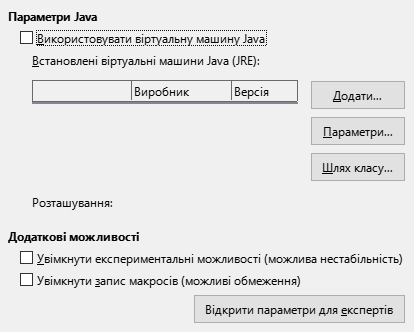 Параметри Java
Використовувати віртуальну машину Java
Встановлені віртуальні машини Java (JRE):
Виробник Версія
Додати...
Параметри...
Шлях класу...
Розташування:
Додаткові можливості
Увімкнути експериментальні можливості (можлива нестабільність)
Увімкнути запис макросів (можливі обмеження)
Відкрити параметри для експертів